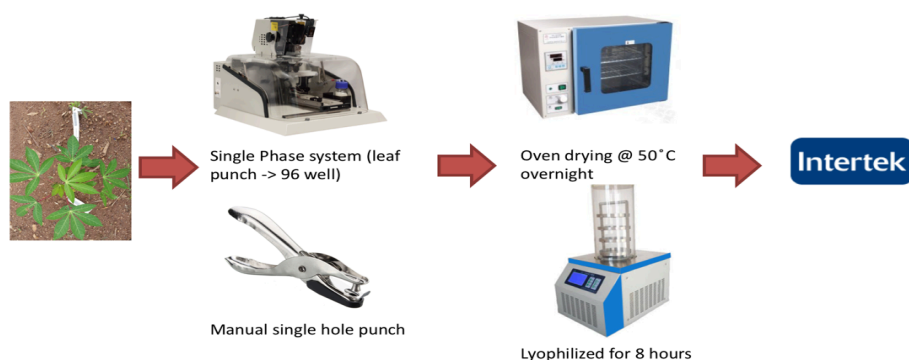 Single Phase system (leaf
punch -> 96 well)
Manual single hole punch
Oven drying @ 50˚C
overnight
Lyophilized for 8 hours
Intertek